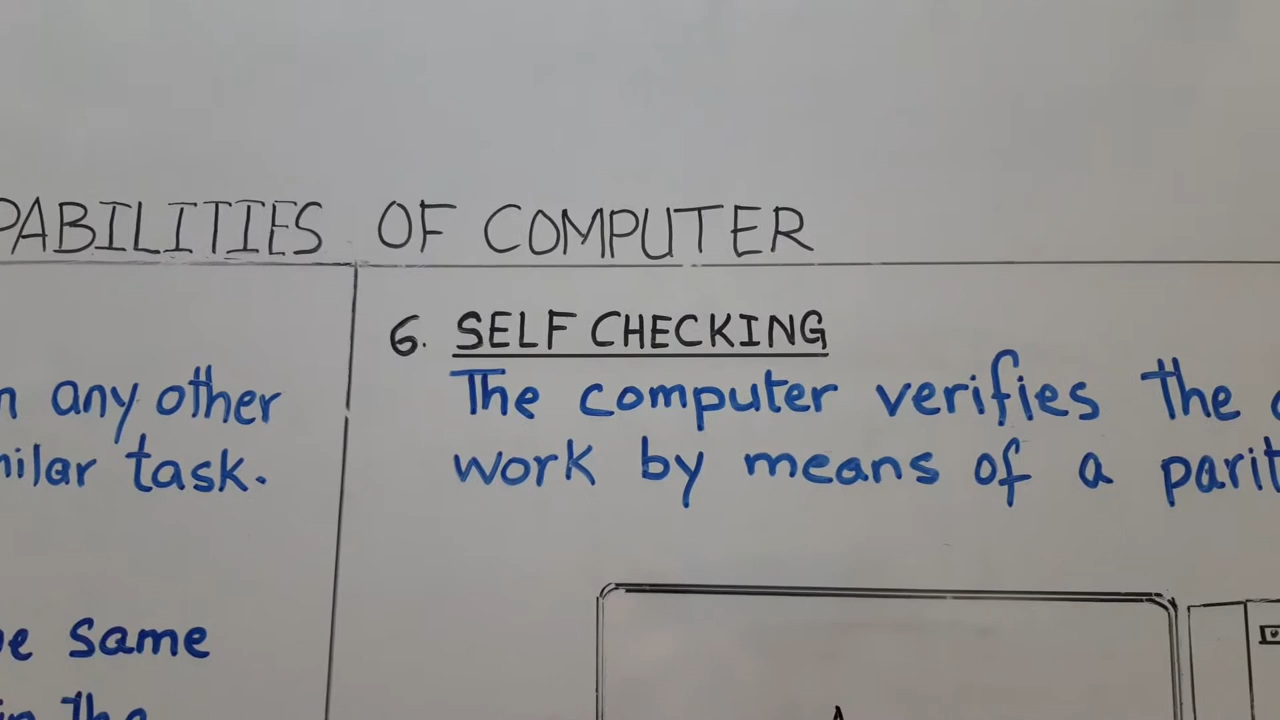 PABILITIES OF COMPUTER
any other
task.
same
the
6. SELF CHECKING
The computer verifies the
work by means of a parit